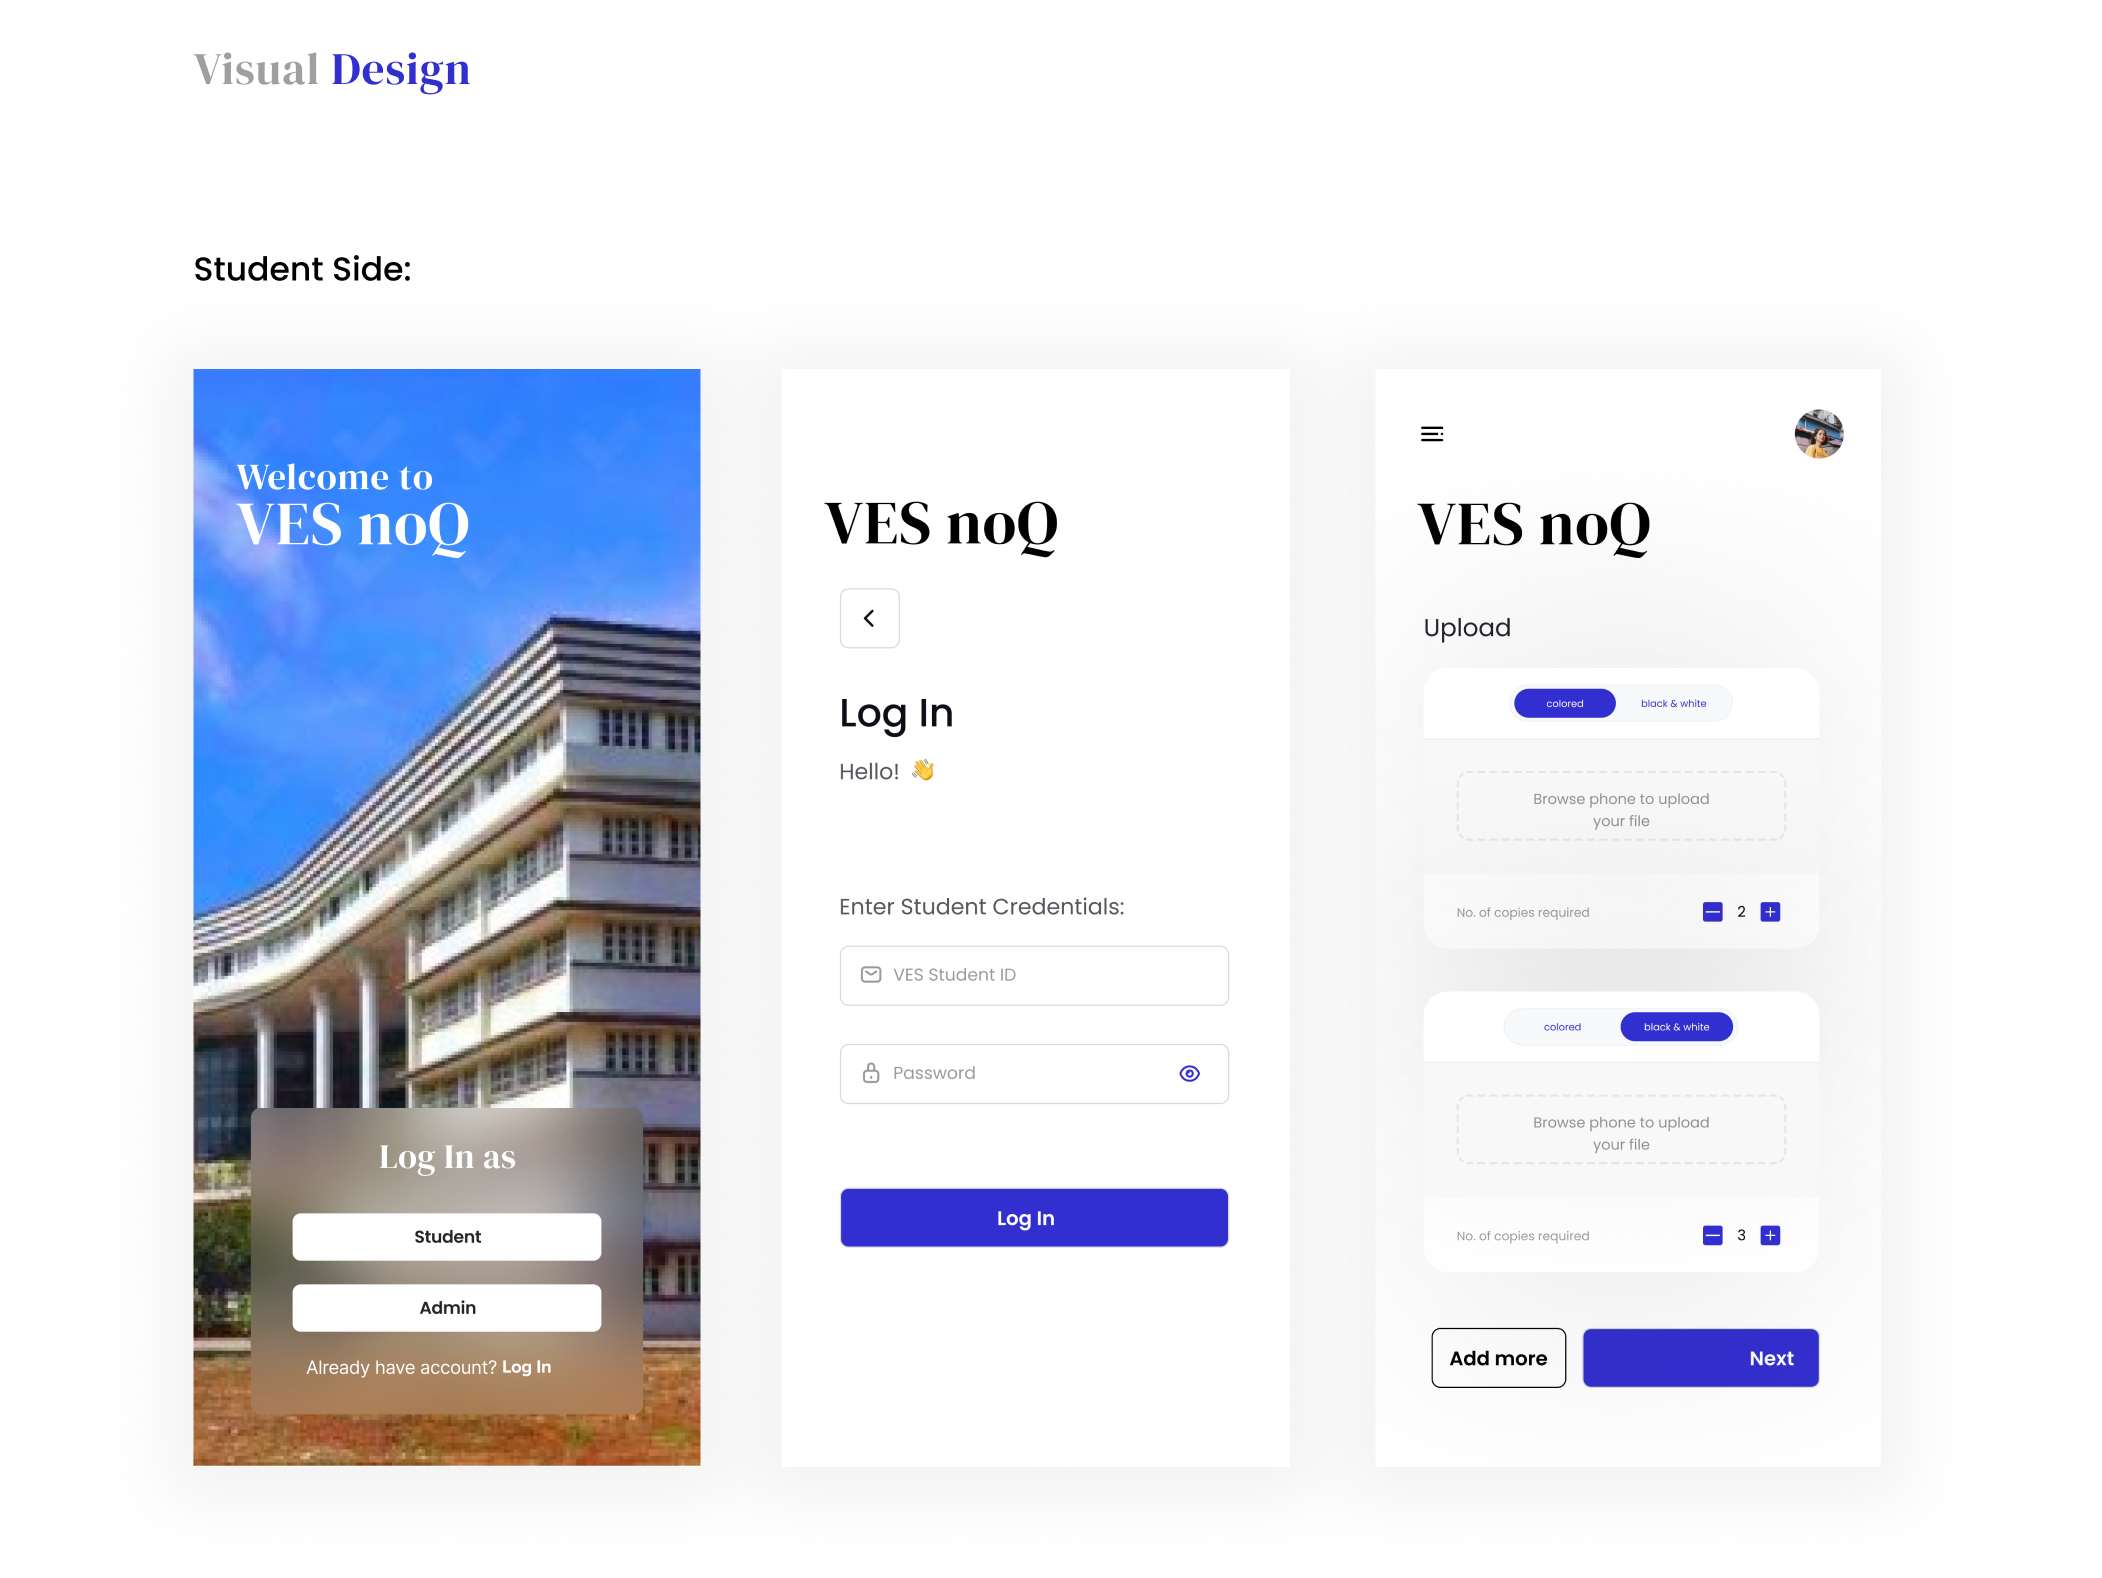 Visual Design
Student Side:
Welcome to
VES noQ
Log In as
Student
Admin
Already have account? Log In
VES noQ
Log In
Hello! 👋
Enter Student Credentials:
VES Student ID
Password
Log In
VES noQ
Upload
colored black & white
Browse phone to upload
your file
No. of copies required 2
colored black & white
Browse phone to upload
your file
No. of copies required 3
Add more Next